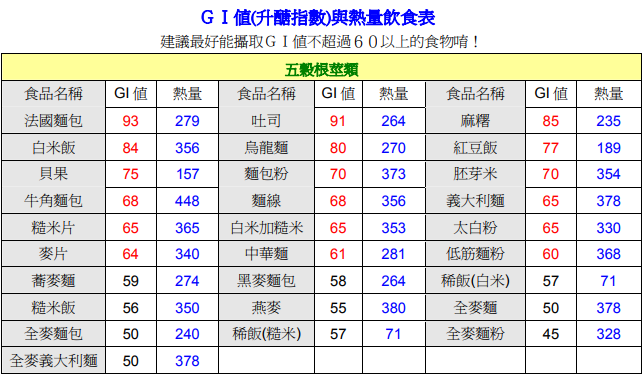 ＧＩ值(升醣指數)與熱量飲食表
建議最好能攝取ＧＩ值不超過６０以上的食物唷！
五穀根莖類
食品名稱 GI 值 熱量 食品名稱 GI 值 熱量 食品名稱 GI 值 熱量
法國麵包 93 279 吐司 91 264 麻糬 85 235
白米飯 84 356 烏龍麵 80 270 紅豆飯 77 189
貝果 75 157 麵包粉 70 373 胚芽米 70 354
牛角麵包 68 448 麵線 68 356 義大利麵 65 378
糙米片 65 365 白米加糙米 65 353 太白粉 65 330
麥片 64 340 中華麵 61 281 低筋麵粉 60 368
蕎麥麵 59 274 黑麥麵包 58 264 稀飯(白米) 57 71
糙米飯 56 350 燕麥 55 380 全麥麵 50 378
全麥麵包 50 240 稀飯(糙米) 57 71 全麥麵粉 45 328
全麥義大利麵 50 378